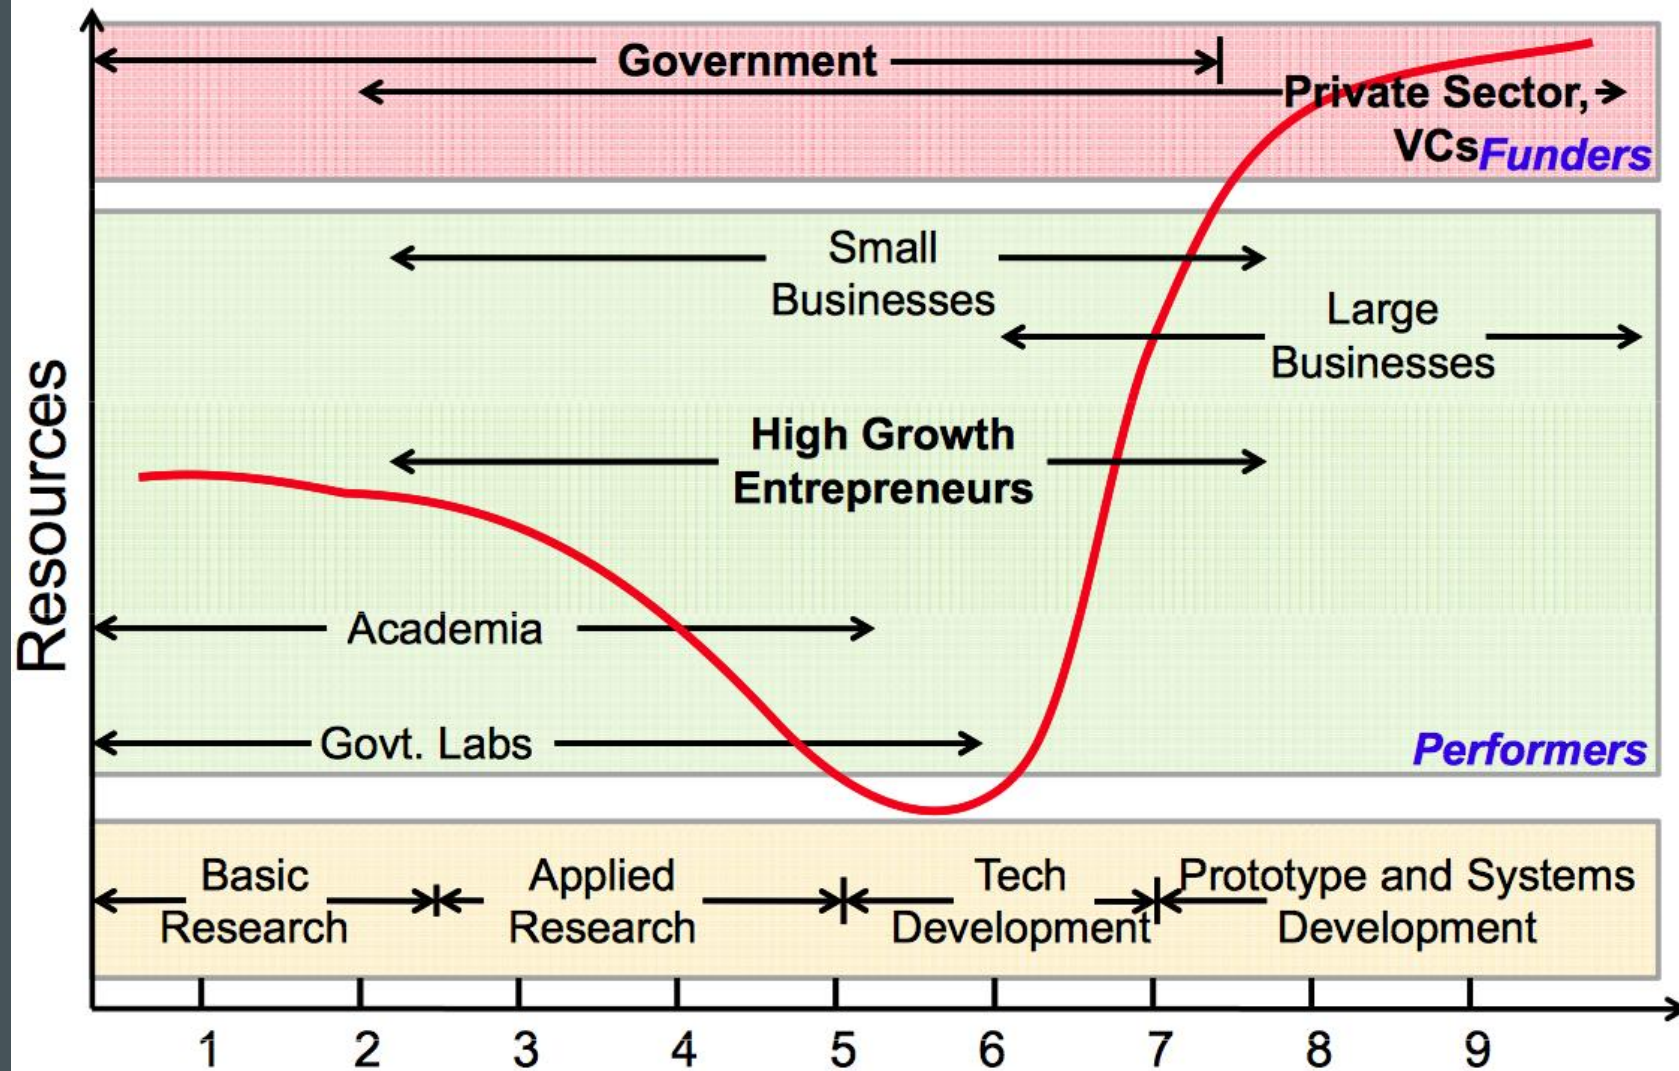 Government
Private Sector,
VCs
Funders
Small
Businesses
Large
Businesses
High Growth
Entrepreneurs
Resources
Academia
Govt. Labs
Performers
Basic
Research
Applied
Research
Tech
Development
Prototype and Systems
Development
1 2 3 4 5 6 7 8 9